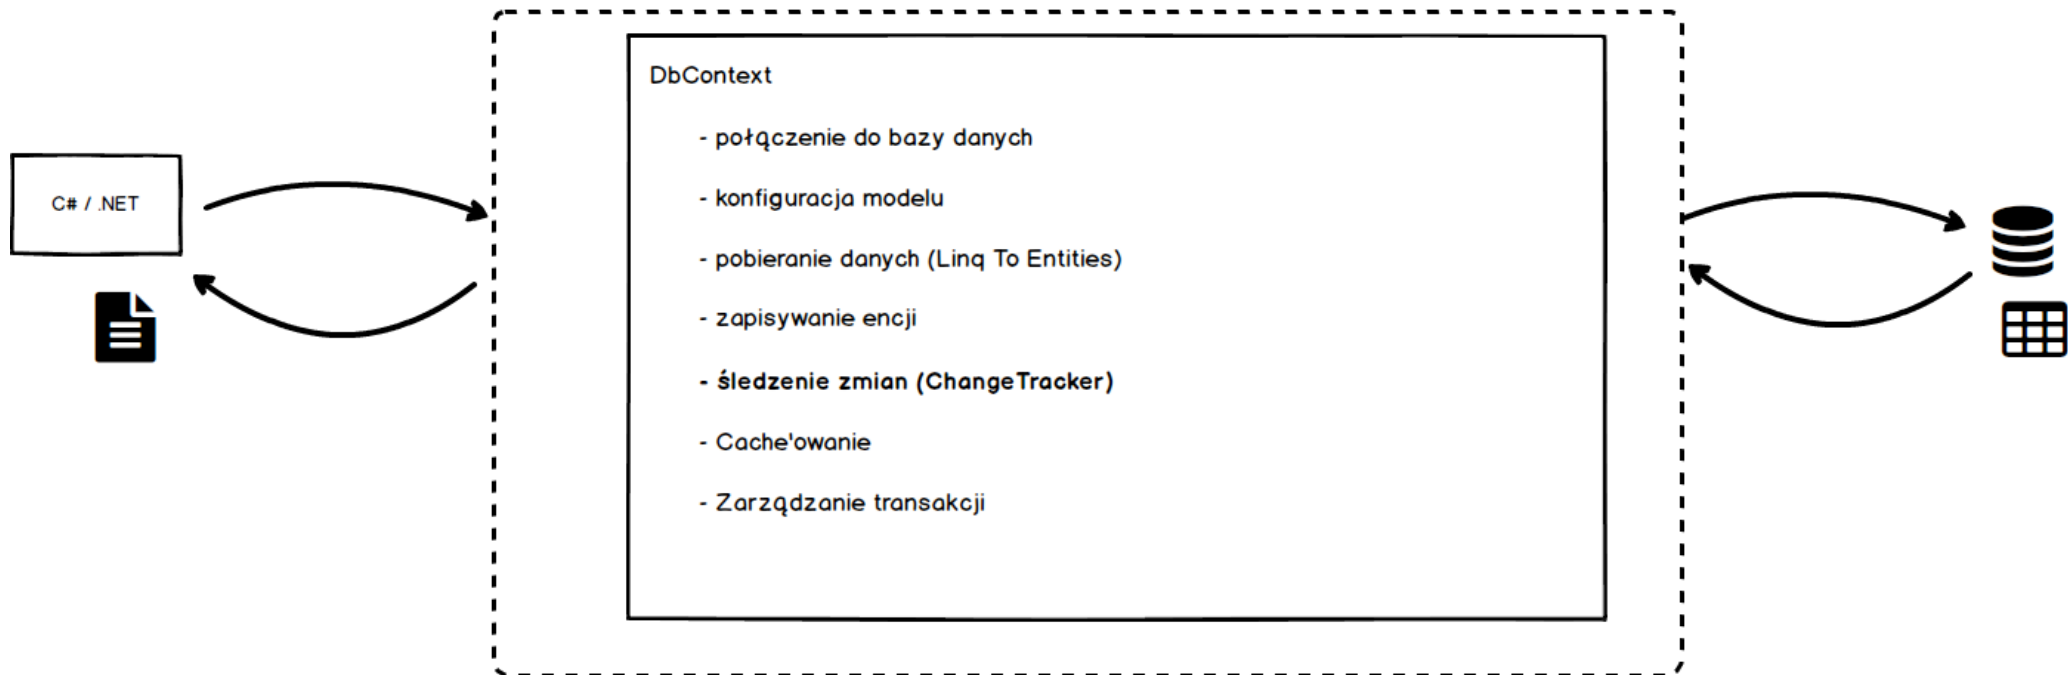 DbContext
- połączenie do bazy danych
- konfiguracja modelu
C# / .NET
- pobieranie danych (Linq To Entities)
- zapisywanie encji
- śledzenie zmian (ChangeTracker)
- Cache'owanie
- Zarządzanie transakcji